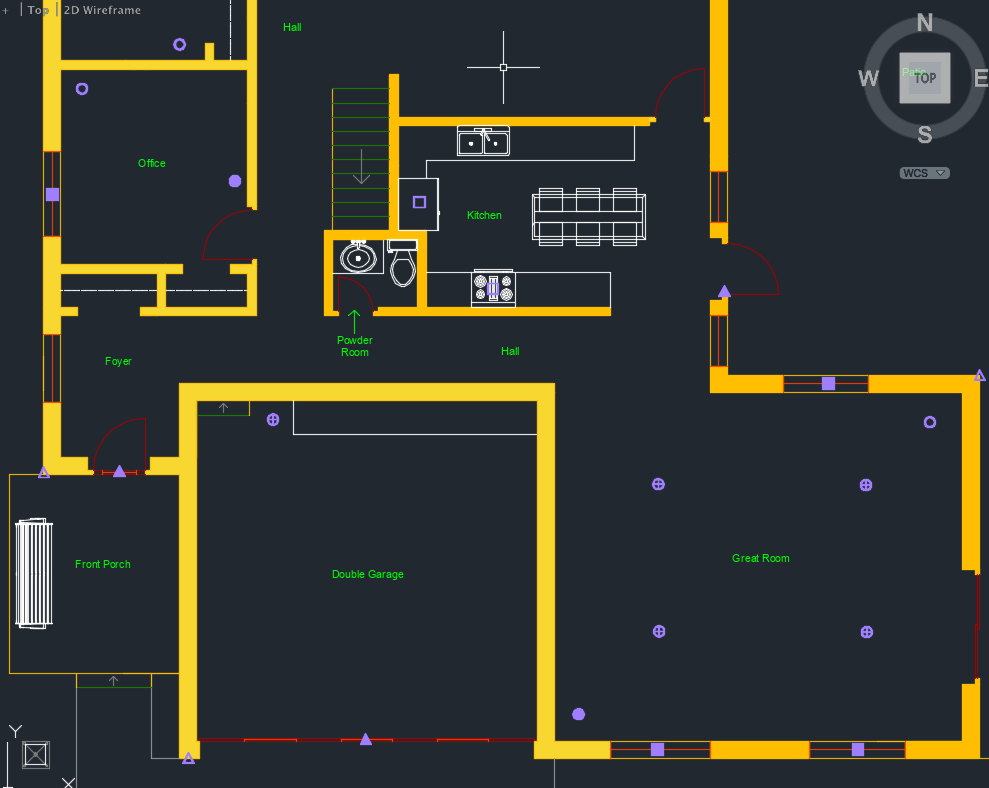 + | Top | 2D Wireframe
Hall
N
W
TOP
E
S
Office
WCS
Kitchen
Powder
Room
Hall
Foyer
Front Porch
Double Garage
Great Room
Y
X